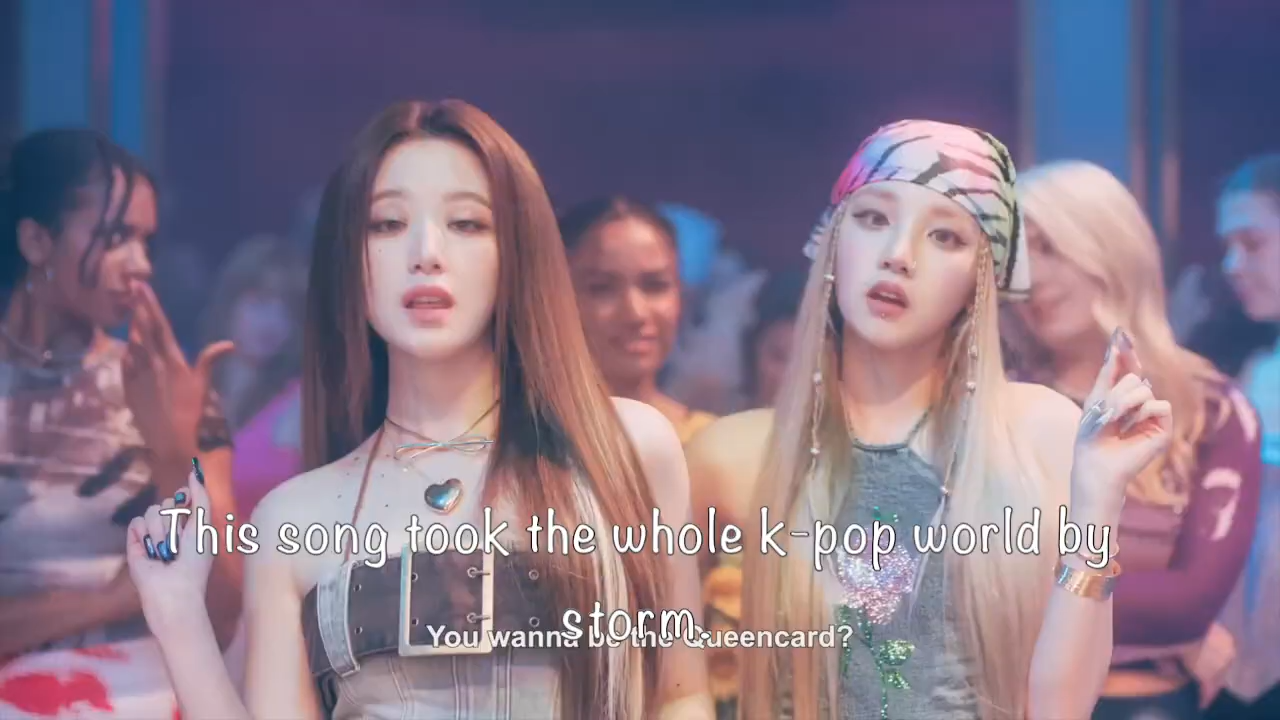 This song took the whole k-pop world by
storm.
You wanna be the Queencard?